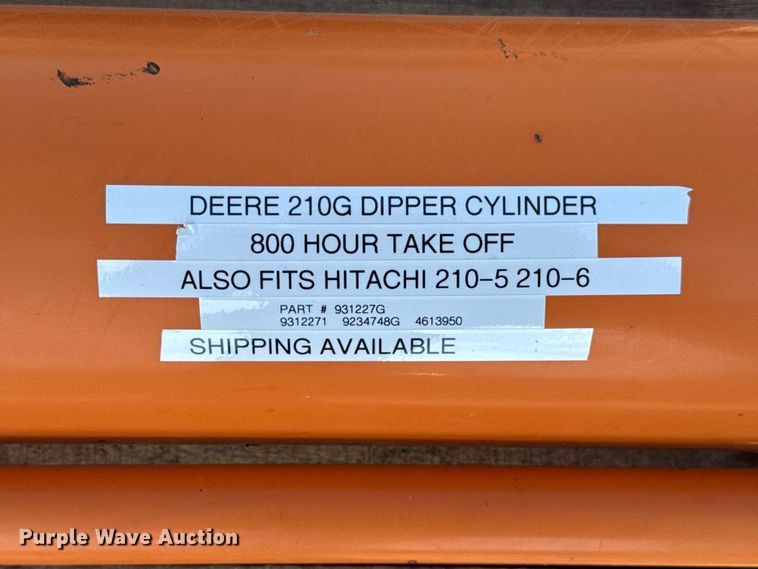 DEERE 210G DIPPER CYLINDER
800 HOUR TAKE OFF
ALSO FITS HITACHI 210-5 210-6
PART # 931227G
9312271 9234748G 4613950
SHIPPING AVAILABLE
Purple Wave Auction